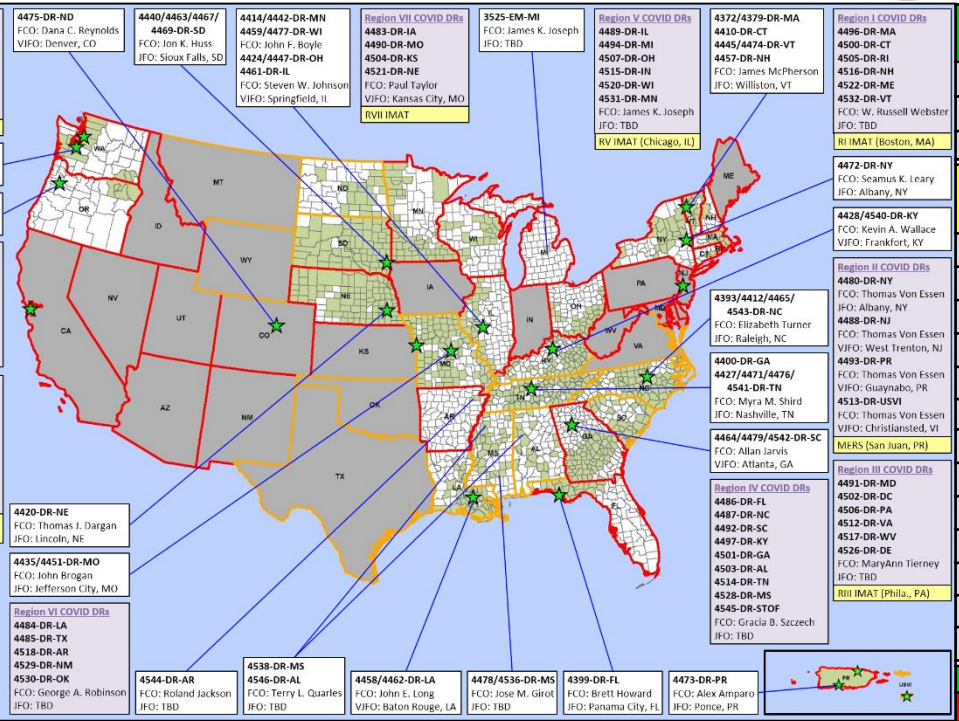 4475-DR-ND
FCO: Dana C. Reynolds
VJFO: Denver, CO
4440/4463/4467/
4469-DR-SD
FCO: Jon K. Huss
JFO: Sioux Falls, SD
4414/4442-DR-MN
4459/4477-DR-WI
FCO: John F. Boyle
4424/4447-DR-OH
4461-DR-IL
FCO: Steven W. Johnson
VJFO: Springfield, IL
Region VII COVID DRs
4483-DR-IA
4490-DR-MO
4504-DR-KS
4521-DR-NE
FCO: Paul Taylor
VJFO: Kansas City, MO
RVII IMAT
3525-EM-MI
FCO: James K. Joseph
JFO: TBD
Region V COVID DRs
4489-DR-IL
4494-DR-MI
4507-DR-OH
4515-DR-IN
4520-DR-WI
4531-DR-MN
FCO: James K. Joseph
JFO: TBD
RV IMAT (Chicago, IL)
4372/4379-DR-MA
4410-DR-CT
4445/4474-DR-VT
4457-DR-NH
FCO: James McPherson
JFO: Williston, VT
Region I COVID DRs
4496-DR-MA
4500-DR-CT
4505-DR-RI
4516-DR-NH
4522-DR-ME
4532-DR-VT
FCO: W. Russell Webster
JFO: TBD
RI IMAT (Boston, MA)
4472-DR-NY
FCO: Seamus K. Leary
JFO: Albany, NY
4428/4540-DR-KY
FCO: Kevin A. Wallace
VJFO: Frankfort, KY
Region II COVID DRs
4480-DR-NY
FCO: Thomas Von Essen
JFO: Albany, NY
4488-DR-NJ
FCO: Thomas Von Essen
VJFO: West Trenton, NJ
4493-DR-PR
FCO: Thomas Von Essen
VJFO: Guaynabo, PR
4513-DR-USVI
FCO: Thomas Von Essen
VJFO: Christiansted, VI
MERS (San Juan, PR)
4393/4412/4465/
4543-DR-NC
FCO: Elizabeth Turner
JFO: Raleigh, NC
4400-DR-GA
4427/4471/4476/
4541-DR-TN
FCO: Myra M. Shird
JFO: Nashville, TN
4464/4479/4542-DR-SC
FCO: Allan Jarvis
VJFO: Atlanta, GA
Region IV COVID DRs
4486-DR-FL
4487-DR-NC
4492-DR-SC
4497-DR-KY
4501-DR-GA
4503-DR-AL
4514-DR-TN
4528-DR-MS
4545-DR-STOF
FCO: Gracia B. Szczech
JFO: TBD
Region III COVID DRs
4491-DR-MD
4502-DR-DC
4506-DR-PA
4512-DR-VA
4517-DR-WV
4526-DR-DE
FCO: MaryAnn Tierney
JFO: TBD
RIII IMAT (Phila., PA)
WA
OR
CA
NV
ID
MT
WY
UT
CO
AZ
NM
ND
SD
NE
KS
OK
TX
MN
IA
MO
AR
LA
WI
IL
MI
IN
OH
KY
TN
MS
AL
GA
FL
SC
NC
VA
WV
PA
NY
NJ
MD
ME
VT
NH
MA
CT
RI
4420-DR-NE
FCO: Thomas J. Dargan
JFO: Lincoln, NE
4435/4451-DR-MO
FCO: John Brogan
JFO: Jefferson City, MO
Region VI COVID DRs
4484-DR-LA
4485-DR-TX
4518-DR-AR
4529-DR-NM
4530-DR-OK
FCO: George A. Robinson
JFO: TBD
4544-DR-AR
FCO: Roland Jackson
JFO: TBD
4538-DR-MS
4546-DR-AL
FCO: Terry L. Quarles
JFO: TBD
4458/4462-DR-LA
FCO: John E. Long
VJFO: Baton Rouge, LA
4478/4536-DR-MS
FCO: Jose M. Girot
JFO: TBD
4399-DR-FL
FCO: Brett Howard
JFO: Panama City, FL
4473-DR-PR
FCO: Alex Amparo
JFO: Ponce, PR
PR
USVI